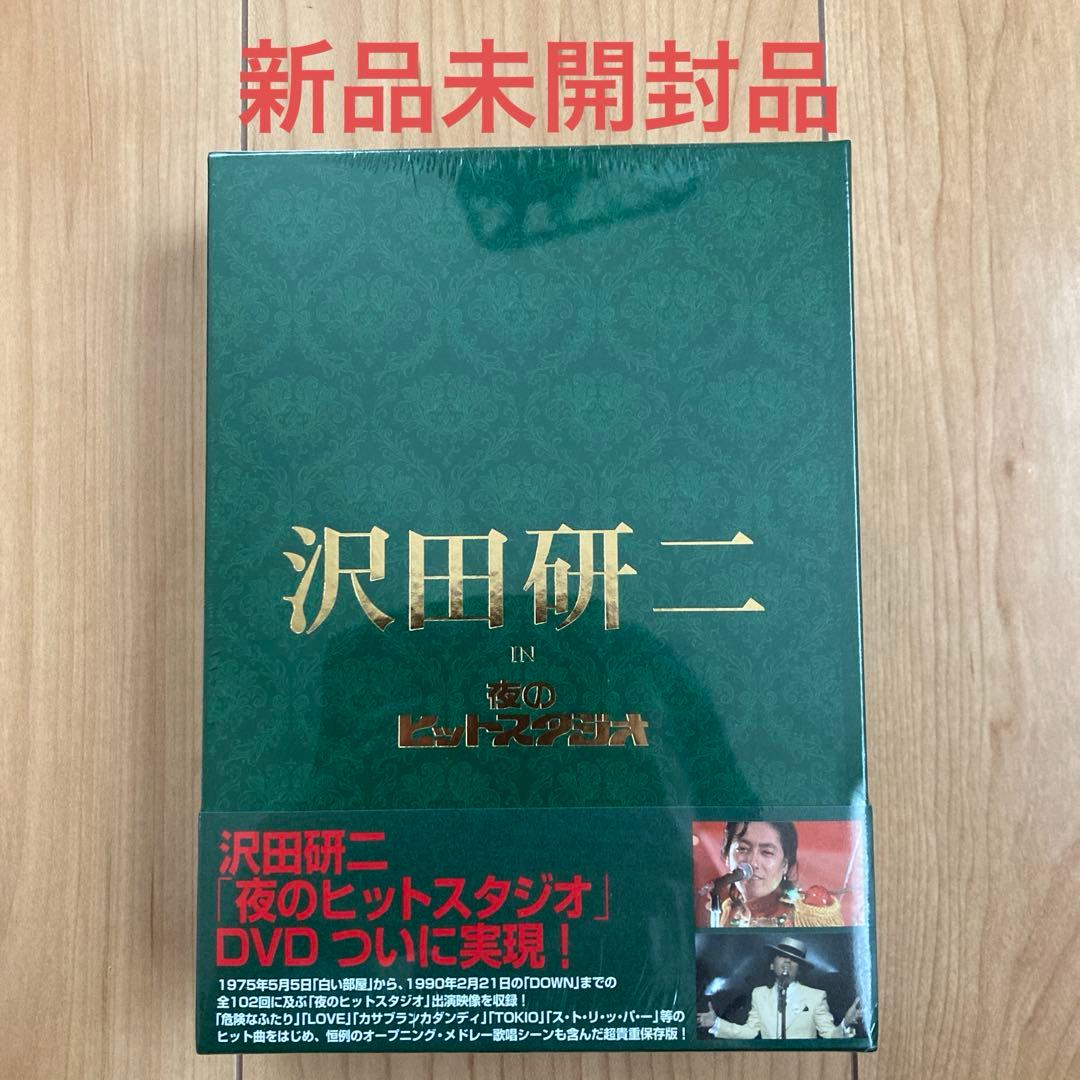 新品未開封品
沢田研二
IN
夜の
ヒットスタジオ
沢田研二
「夜のヒットスタジオ」
DVD ついに実現！
1975年5月5日「白い部屋」から、1990年2月21日の「DOWN」までの
全102回に及ぶ「夜のヒットスタジオ」出演映像を収録！
「危険なふたり」「LOVE」「カサブランカダンディ」「TOKIO」「ス・ト・リ・ッ・パ・ー」等の
ヒット曲をはじめ、恒例のオープニング・メドレー歌唱シーンも含んだ超貴重保存版！